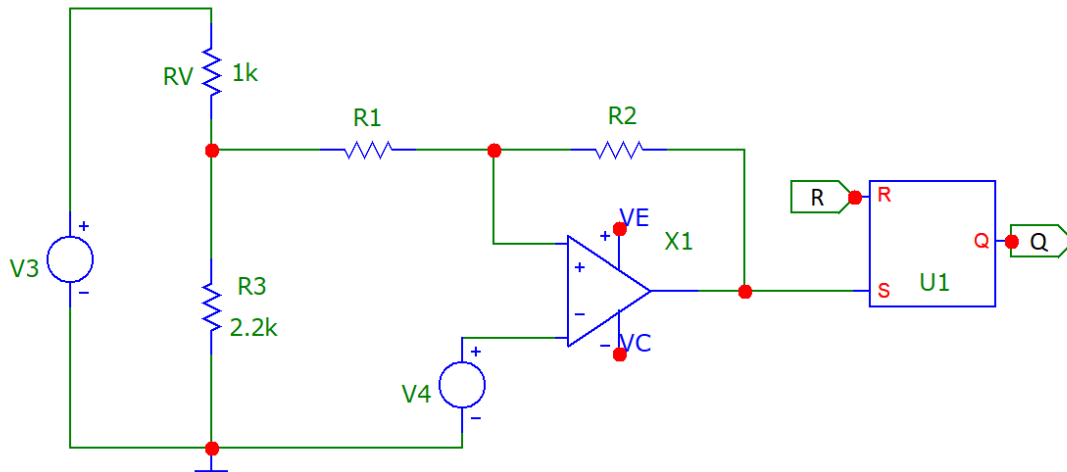 RV
1k
R1
R2
R
R
VE
X1
+
+
V3
-
Q
Q
+
R3
2.2k
U1
S
-
-
VC
+
V4
-